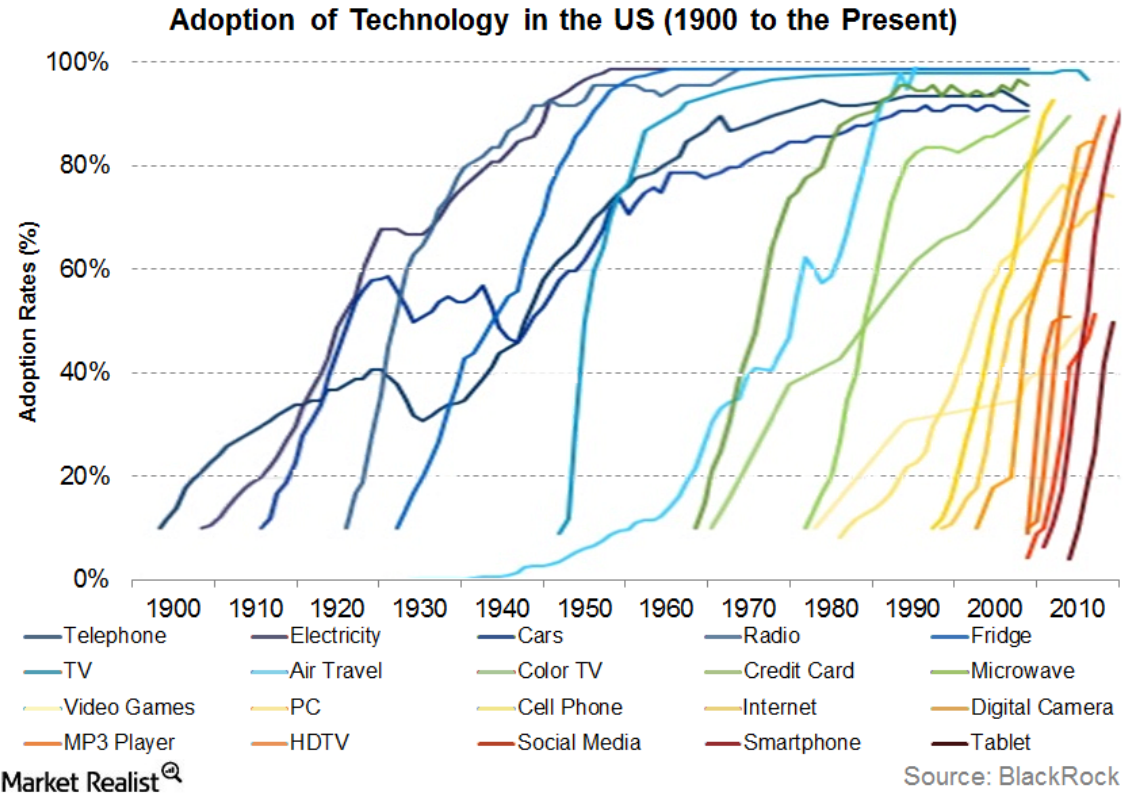 Adoption of Technology in the US (1900 to the Present)
100%
80%
60%
40%
20%
0%
Adoption Rates (%)
1900 1910 1920 1930 1940 1950 1960 1970 1980 1990 2000 2010
Telephone Electricity Cars Radio Fridge
TV Air Travel Color TV Credit Card Microwave
Video Games PC Cell Phone Internet Digital Camera
MP3 Player HDTV Social Media Smartphone Tablet
Market Realist
Source: BlackRock